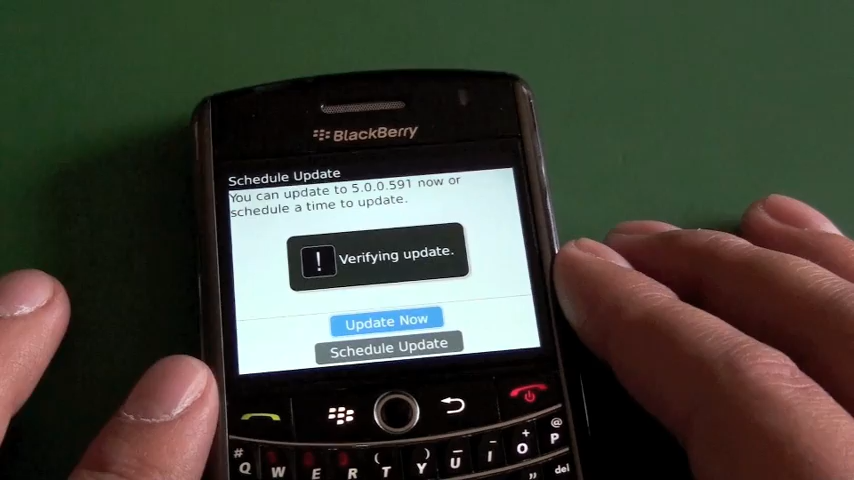 BlackBerry
Schedule Update
You can update to 5.0.0.591 now or
schedule a time to update.
! Verifying update.
Update Now
Schedule Update
# ( ) _ - + @
Q W E R T Y U I O P
" del